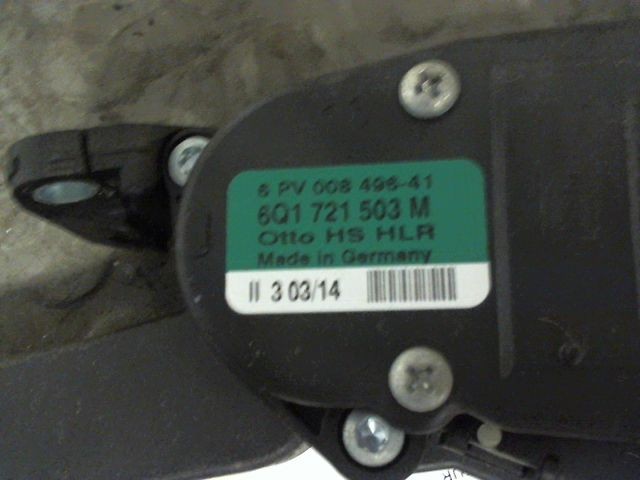 6 PV 008 496-41
6Q1 721 503 M
Otto HS HLR
Made in Germany
II 3 03/14